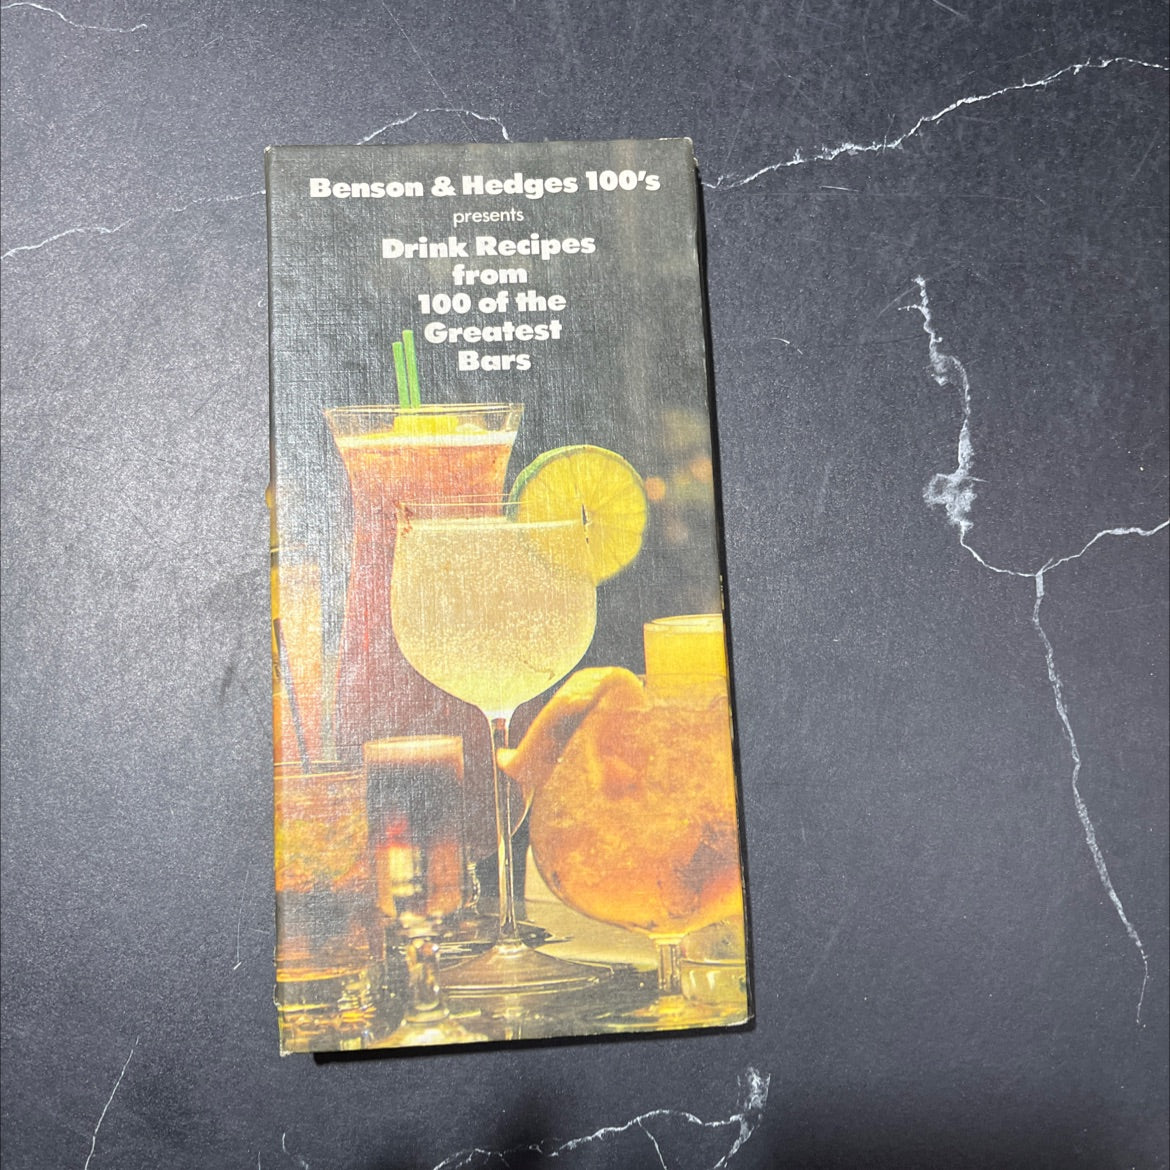 Benson & Hedges 100's
presents
Drink Recipes
from
100 of the
Greatest
Bars